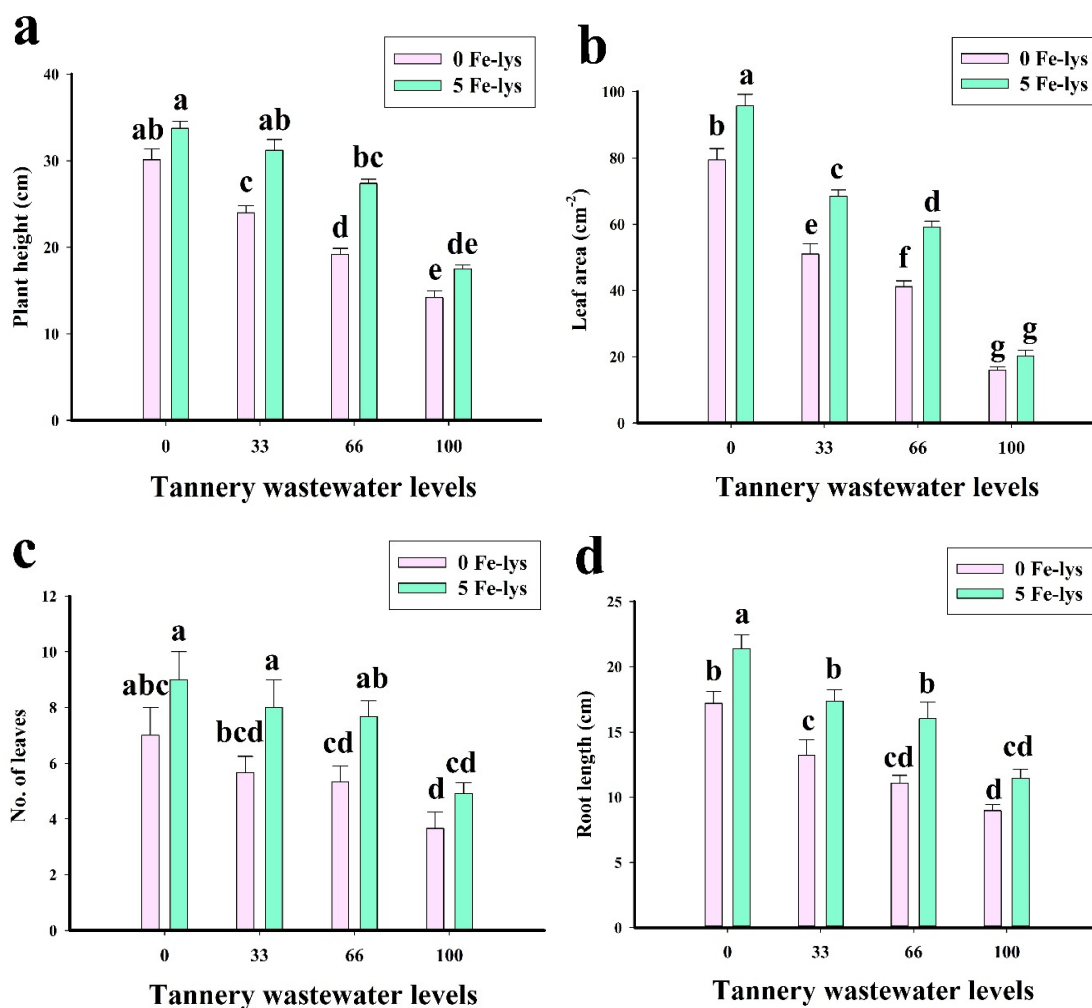 a
0 Fe-lys
5 Fe-lys
40
30
20
10
0
Plant height (cm)
ab
a
c
ab
d
bc
e
de
0
33
66
100
Tannery wastewater levels
b
0 Fe-lys
5 Fe-lys
100
80
60
40
20
0
Leaf area (cm-2)
b
a
e
c
f
d
g
g
0
33
66
100
Tannery wastewater levels
c
0 Fe-lys
5 Fe-lys
12
10
8
6
4
2
0
No. of leaves
abc
a
bcd
a
cd
ab
d
cd
0
33
66
100
Tannery wastewater levels
d
0 Fe-lys
5 Fe-lys
25
20
15
10
5
0
Root length (cm)
b
a
c
b
cd
b
d
cd
0
33
66
100
Tannery wastewater levels